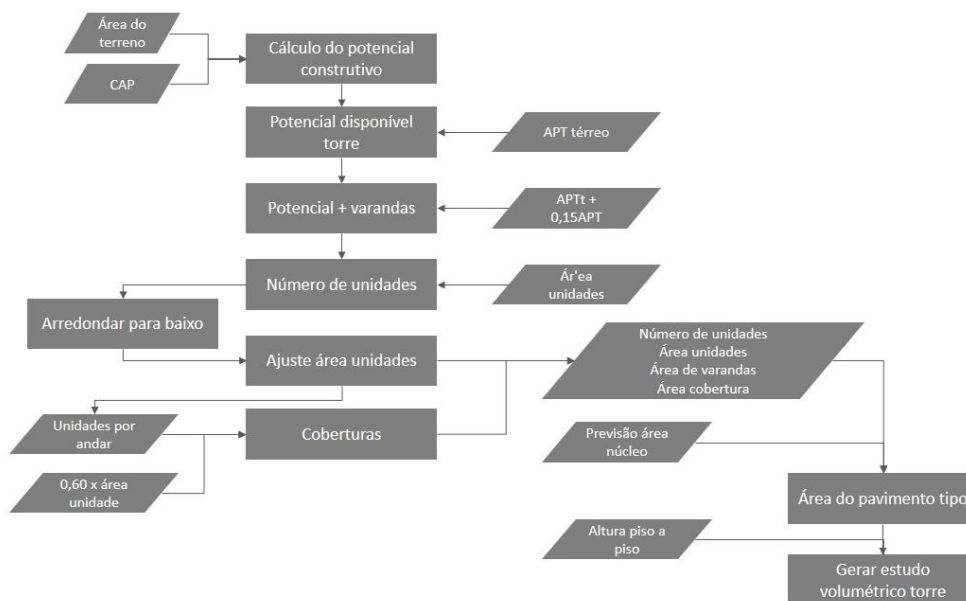 Área do
terreno
CAP
Cálculo do potencial
construtivo
Potencial disponível
torre
APT térreo
Potencial + varandas
APTt +
0,15APT
Número de unidades
Ár'ea
unidades
Arredondar para baixo
Ajuste área unidades
Número de unidades
Área unidades
Área de varandas
Área cobertura
Unidades por
andar
Coberturas
0,60 x área
unidade
Previsão área
núcleo
Área do pavimento tipo
Altura piso a
piso
Gerar estudo
volumétrico torre